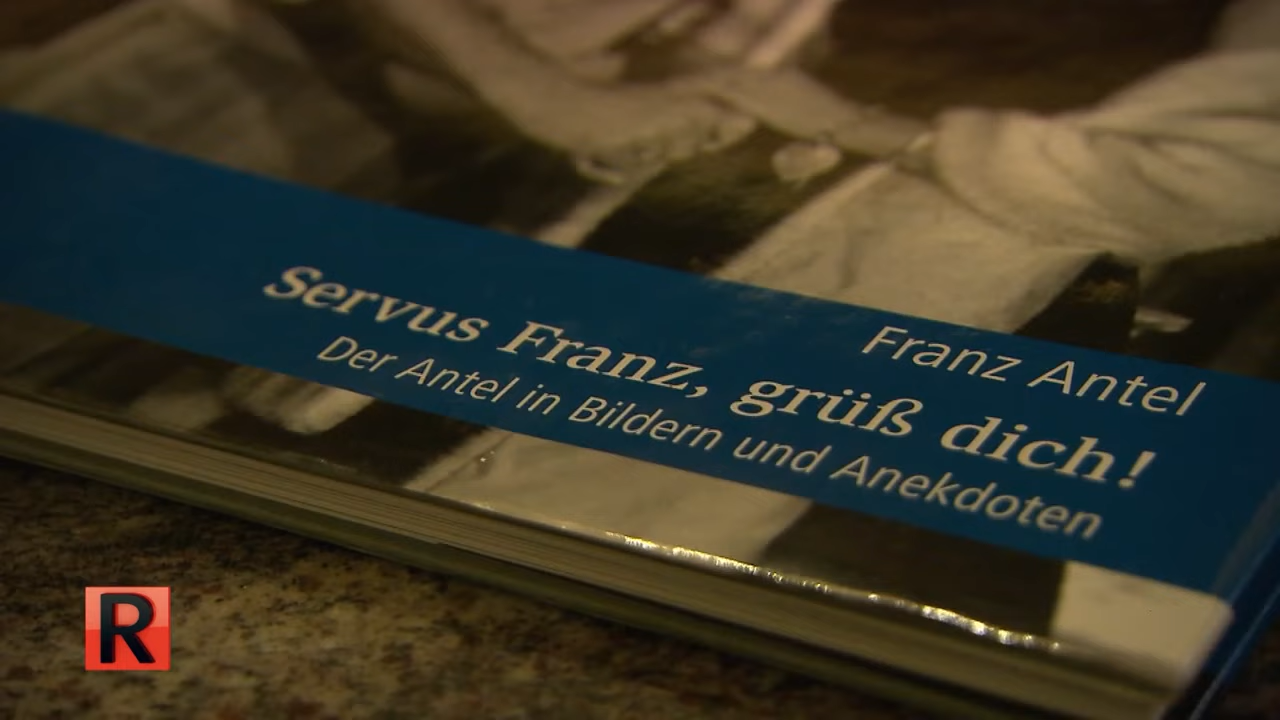 Franz Antel
Servus Franz, grüß dich!
Der Antel in Bildern und Anekdoten
R